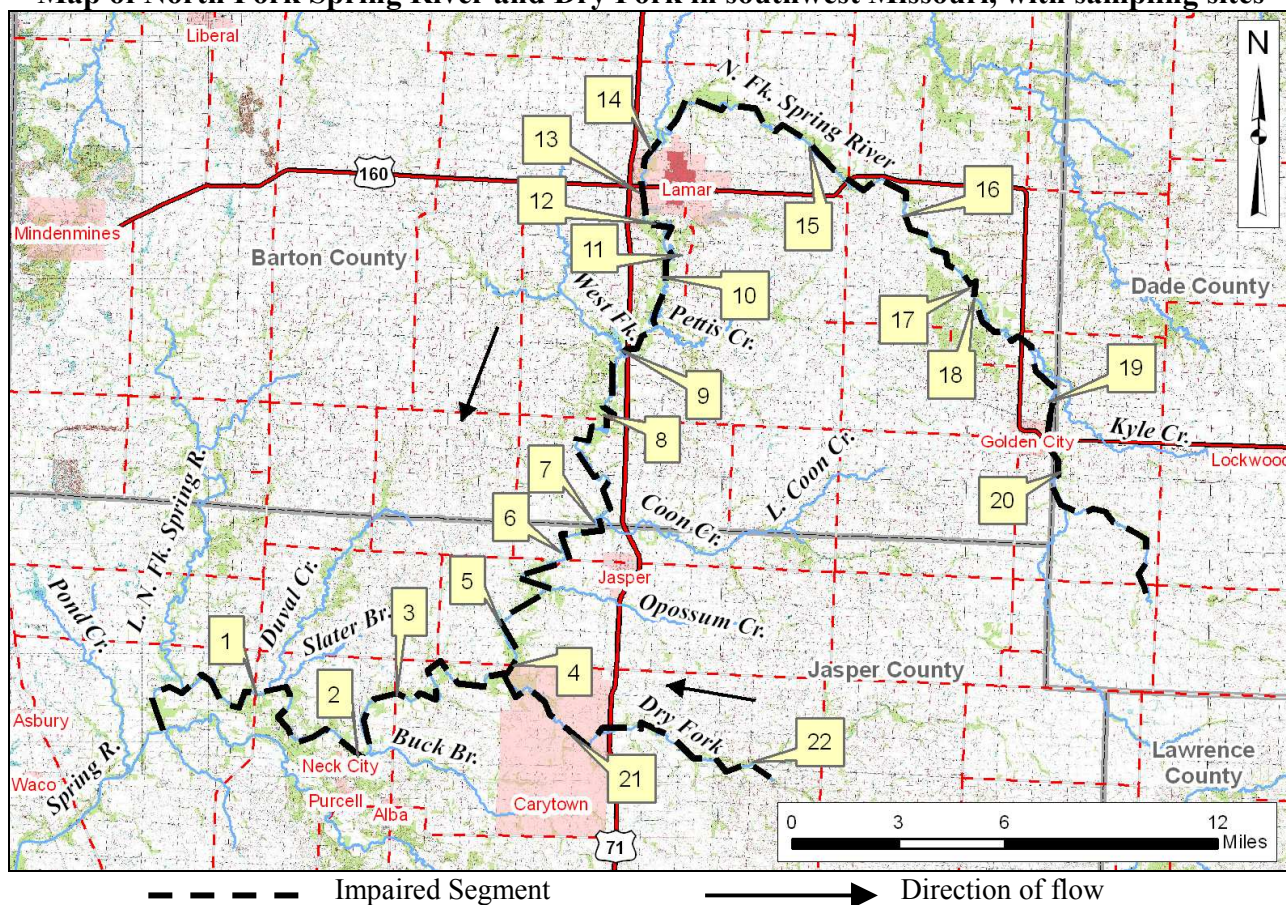 Map of North Fork Spring River and Dry Fork in southwest Missouri, with sampling sites
Liberal
N
14
N. Fk. Spring River
13
160
Lamar
12
15
16
Mindenmines
Barton County
11
10
Dade County
West Fk.
Pettis Cr.
17
18
9
19
8
Golden City
Kyle Cr.
Lockwood
7
L. N. Fk. Spring R.
6
Coon Cr.
L. Coon Cr.
20
Jasper
Pond Cr.
Duval Cr.
5
Opossum Cr.
1
Slater Br.
3
4
Jasper County
2
Asbury
Dry Fork
22
Neck City
Buck Br.
21
Lawrence
County
Spring R.
Waco
Purcell
Alba
Carytown
71
0 3 6 12
Miles
Impaired Segment
Direction of flow